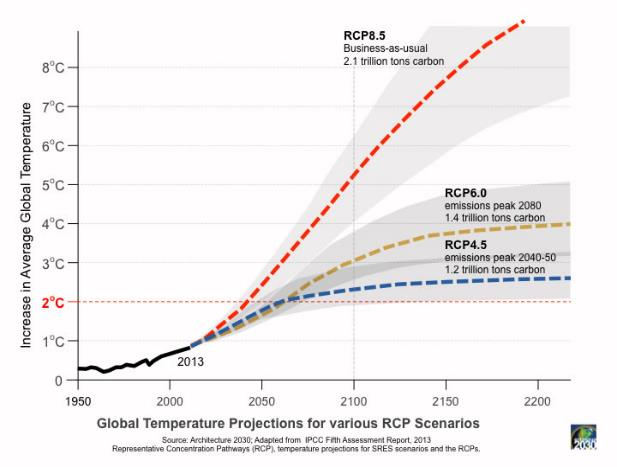 RCP8.5
Business-as-usual
2.1 trillion tons carbon
8°C
7°C
6°C
5°C
4°C
3°C
2°C
1°C
0
Increase in Average Global Temperature
RCP6.0
emissions peak 2080
1.4 trillion tons carbon
RCP4.5
emissions peak 2040-50
1.2 trillion tons carbon
2013
1950 2000 2050 2100 2150 2200
Global Temperature Projections for various RCP Scenarios
Source: Architecture 2030; Adapted from IPCC Fifth Assessment Report, 2013
Representative Concentration Pathways (RCP), temperature projections for SRES scenarios and the RCPs.
2030